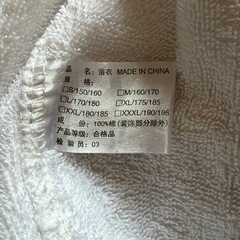 品 名：浴衣 MADE IN CHINA
规 格：
□S/150/160 □M/160/170
□L/170/180 □XL/175/185
□XXL/180/185 □XXXL/190/195
成 份：100%棉(装饰部分除外)
产品等级：合格品
检 验 员：03